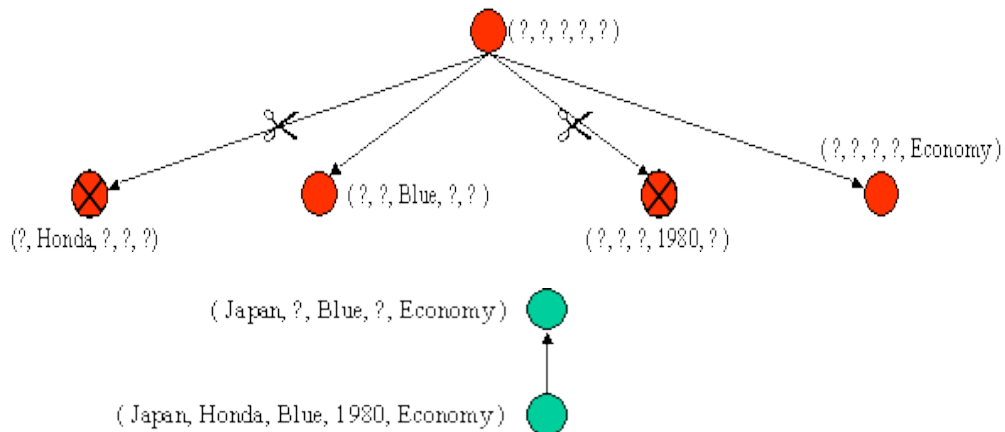 ( ?, ?, ?, ?, ? )
( ?, ?, ?, ?, Economy )
( ?, ?, Blue, ?, ? )
(?, Honda, ?, ?, ?)
( ?, ?, ?, 1980, ? )
( Japan, ?, Blue, ?, Economy )
( Japan, Honda, Blue, 1980, Economy )